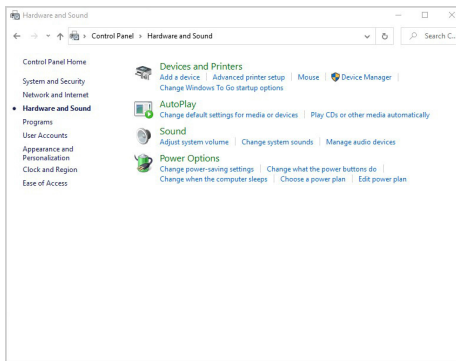 Hardware and Sound
Control Panel > Hardware and Sound
Search C...
Control Panel Home
System and Security
Network and Internet
Hardware and Sound
Programs
User Accounts
Appearance and
Personalization
Clock and Region
Ease of Access
Devices and Printers
Add a device | Advanced printer setup | Mouse | Device Manager |
Change Windows To Go startup options
AutoPlay
Change default settings for media or devices | Play CDs or other media automatically
Sound
Adjust system volume | Change system sounds | Manage audio devices
Power Options
Change power-saving settings | Change what the power buttons do |
Change when the computer sleeps | Choose a power plan | Edit power plan